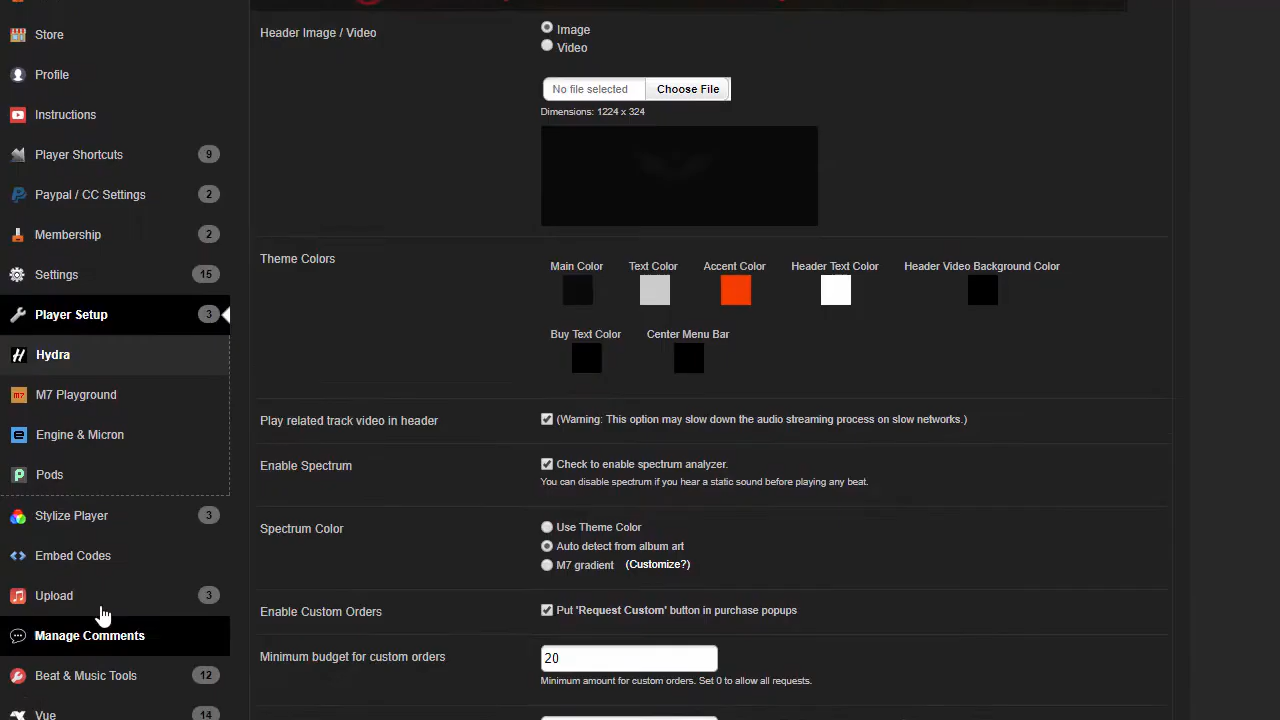 Store
Profile
Instructions
Player Shortcuts 9
Paypal / CC Settings 2
Membership 2
Settings 15
Player Setup 3
Hydra
M7 Playground
Engine & Micron
Pods
Stylize Player 3
Embed Codes
Upload 3
Manage Comments
Beat & Music Tools 12
Vue 14
Header Image / Video
Image
Video
No file selected Choose File
Dimensions: 1224 x 324
Theme Colors
Main Color Text Color Accent Color Header Text Color Header Video Background Color
Buy Text Color Center Menu Bar
Play related track video in header
(Warning: This option may slow down the audio streaming process on slow networks.)
Enable Spectrum
Check to enable spectrum analyzer.
You can disable spectrum if you hear a static sound before playing any beat.
Spectrum Color
Use Theme Color
Auto detect from album art
M7 gradient (Customize?)
Enable Custom Orders
Put 'Request Custom' button in purchase popups
Minimum budget for custom orders
20
Minimum amount for custom orders. Set 0 to allow all requests.